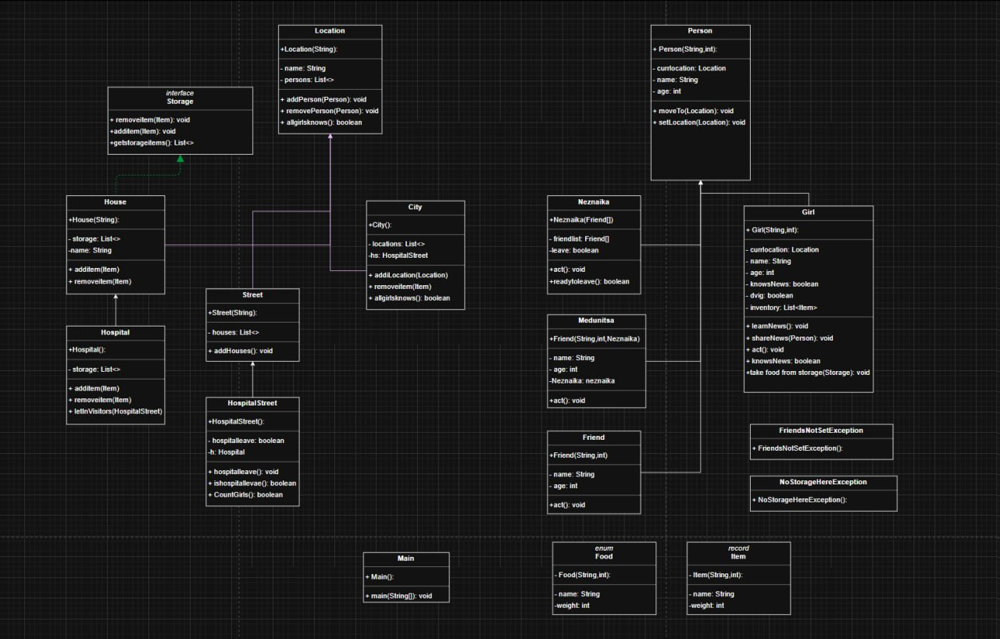 Location
+Location(String):
- name: String
- persons: List<>
+ addPerson(Person): void
+ removePerson(Person): void
+ allgirlsknows(): boolean
Person
+ Person(String,int):
- currlocation: Location
- name: String
- age: int
+ moveTo(Location): void
+ setLocation(Location): void
interface
Storage
+ removeitem(Item): void
+additem(Item): void
+getstorageitems(): List<>
House
+House(String):
- storage: List<>
-name: String
+ additem(Item)
+ removeitem(Item)
City
+City():
- locations: List<>
-hs: HospitalStreet
+ addiLocation(Location)
+ removeitem(Item)
+ allgirlsknows(): boolean
Neznaika
+Neznaika(Friend[])
- friendlist: Friend[]
-leave: boolean
+act(): void
+readytoleave(): boolean
Girl
+ Girl(String,int):
- currlocation: Location
- name: String
- age: int
- knowsNews: boolean
- dvig: boolean
- inventory: List<Item>
+ learnNews(): void
+ shareNews(Person): void
+ act(): void
+ knowsNews: boolean
+take food from storage(Storage): void
Street
+Street(String):
- houses: List<>
+ addHouses(): void
Hospital
+Hospital():
- storage: List<>
+ additem(Item)
+ removeitem(Item)
+ letInVisitors(HospitalStreet)
Medunitsa
+Friend(String,int,Neznaika)
- name: String
- age: int
-Neznaika: neznaika
+act(): void
HospitalStreet
+HospitalStreet():
- hospitalleave: boolean
-h: Hospital
+ hospitalleave(): void
+ ishospitallevae(): boolean
+ CountGirls(): boolean
Friend
+Friend(String,int)
- name: String
- age: int
+act(): void
FriendsNotSetException
+ FriendsNotSetException():
NoStorageHereException
+ NoStorageHereException():
Main
+ Main():
+ main(String[]): void
enum
Food
- Food(String,int):
- name: String
-weight: int
record
Item
- Item(String,int):
- name: String
-weight: int